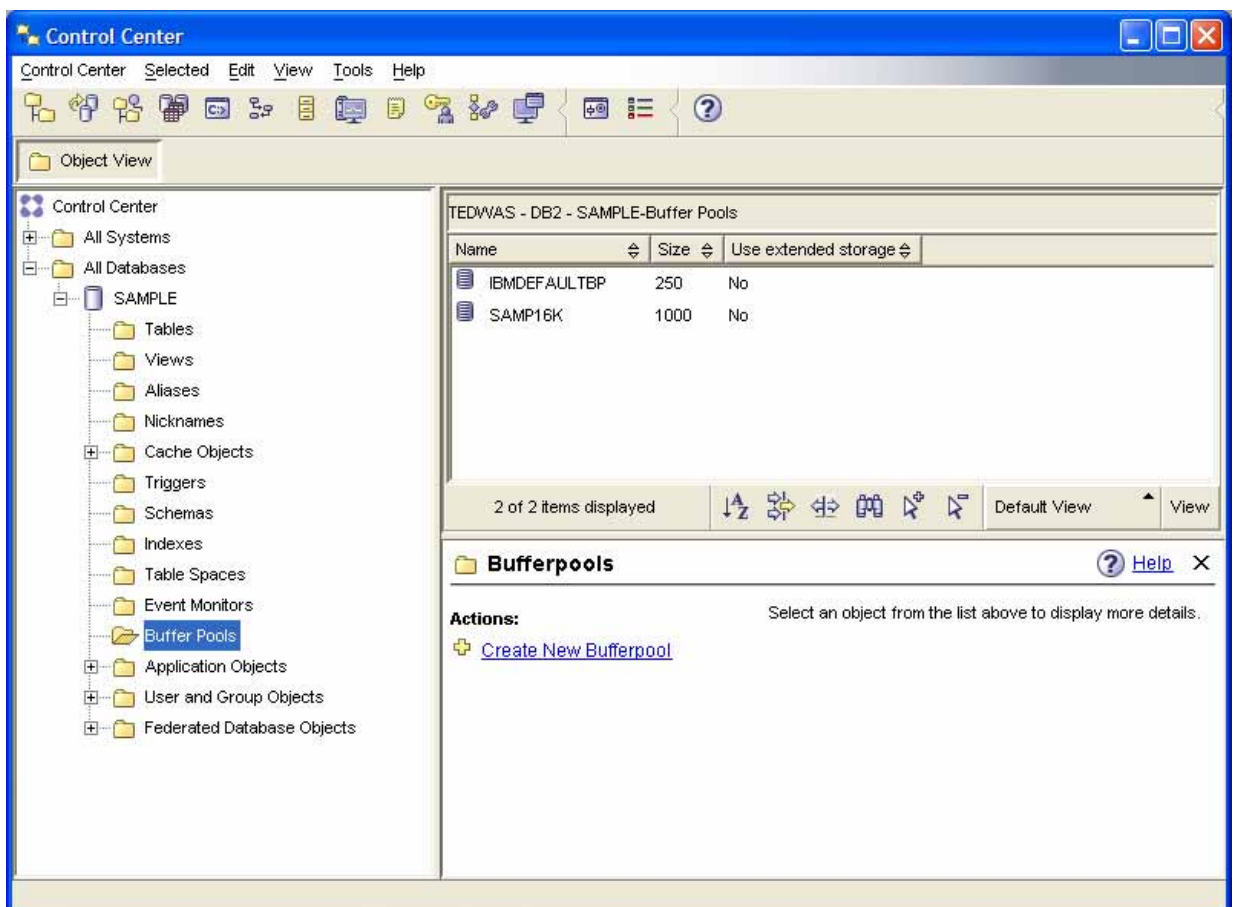 Control Center
Control Center Selected Edit View Tools Help
Object View
Control Center
All Systems
All Databases
SAMPLE
Tables
Views
Aliases
Nicknames
Cache Objects
Triggers
Schemas
Indexes
Table Spaces
Event Monitors
Buffer Pools
Application Objects
User and Group Objects
Federated Database Objects
TEDWAS - DB2 - SAMPLE-Buffer Pools
Name Size Use extended storage
IBMDEFAULTBP 250 No
SAMP16K 1000 No
2 of 2 items displayed Default View View
Bufferpools Help
Actions: Select an object from the list above to display more details.
Create New Bufferpool